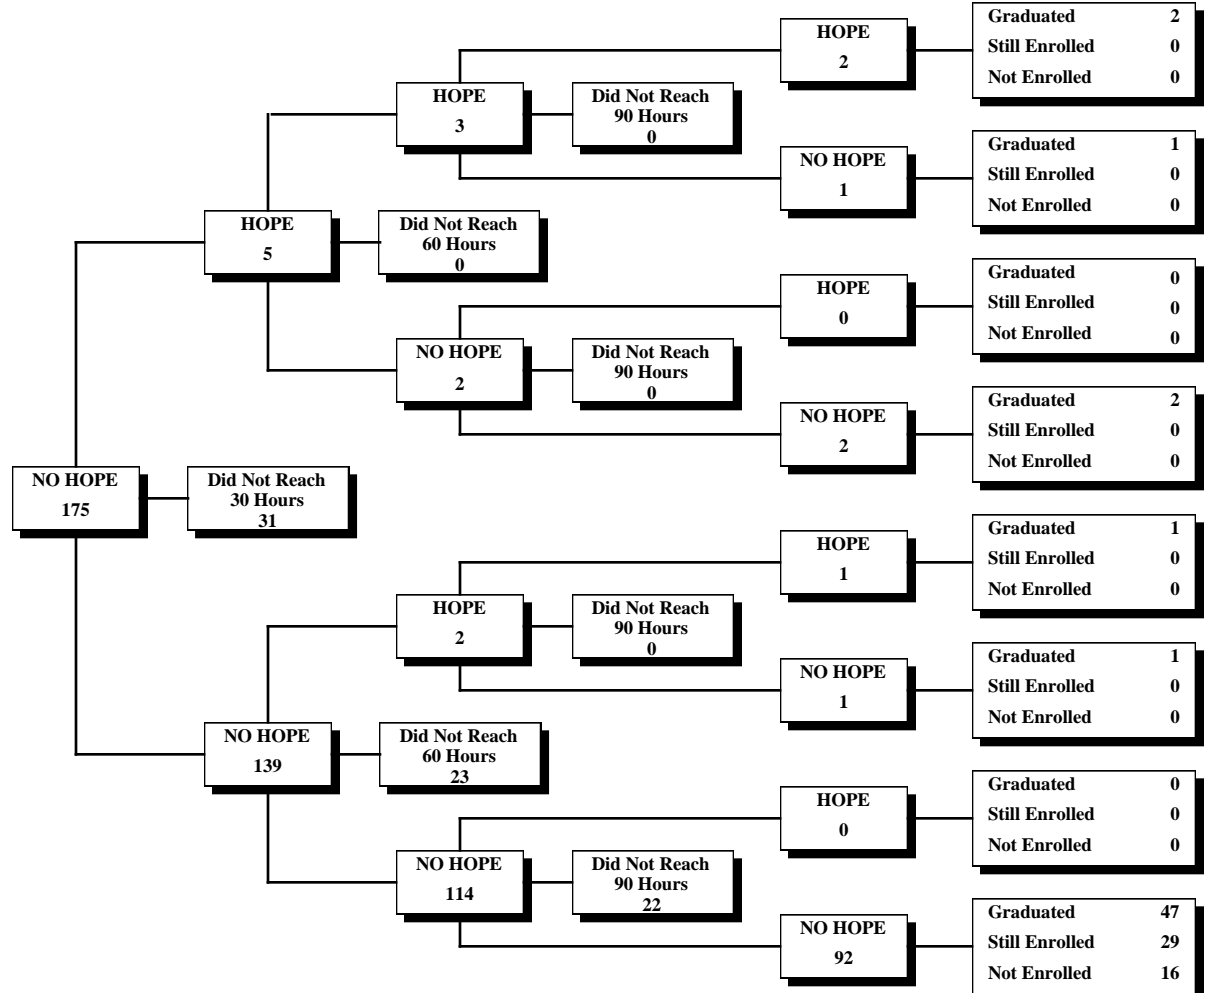 HOPE
2
Graduated 2
Still Enrolled 0
Not Enrolled 0
HOPE
3
Did Not Reach
90 Hours
0
NO HOPE
1
Graduated 1
Still Enrolled 0
Not Enrolled 0
HOPE
5
Did Not Reach
60 Hours
0
HOPE
0
Graduated 0
Still Enrolled 0
Not Enrolled 0
NO HOPE
2
Did Not Reach
90 Hours
0
NO HOPE
2
Graduated 2
Still Enrolled 0
Not Enrolled 0
NO HOPE
175
Did Not Reach
30 Hours
31
HOPE
1
Graduated 1
Still Enrolled 0
Not Enrolled 0
HOPE
2
Did Not Reach
90 Hours
0
NO HOPE
1
Graduated 1
Still Enrolled 0
Not Enrolled 0
NO HOPE
139
Did Not Reach
60 Hours
23
HOPE
0
Graduated 0
Still Enrolled 0
Not Enrolled 0
NO HOPE
114
Did Not Reach
90 Hours
22
NO HOPE
92
Graduated 47
Still Enrolled 29
Not Enrolled 16